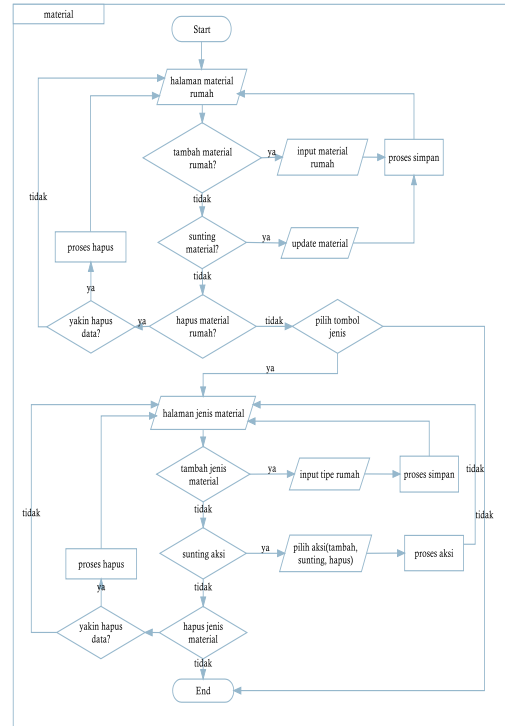 material
Start
halaman material
rumah
tambah material
rumah?
ya
input material
rumah
proses simpan
tidak
tidak
sunting
material?
ya
update material
proses hapus
tidak
ya
yakin hapus
data?
ya
hapus material
rumah?
tidak
pilih tombol
jenis
ya
halaman jenis material
tambah jenis
material
ya
input tipe rumah
proses simpan
tidak
tidak
tidak
tidak
sunting aksi
ya
pilih aksi(tambah,
sunting, hapus)
proses aksi
proses hapus
tidak
ya
yakin hapus
data?
hapus jenis
material
tidak
End